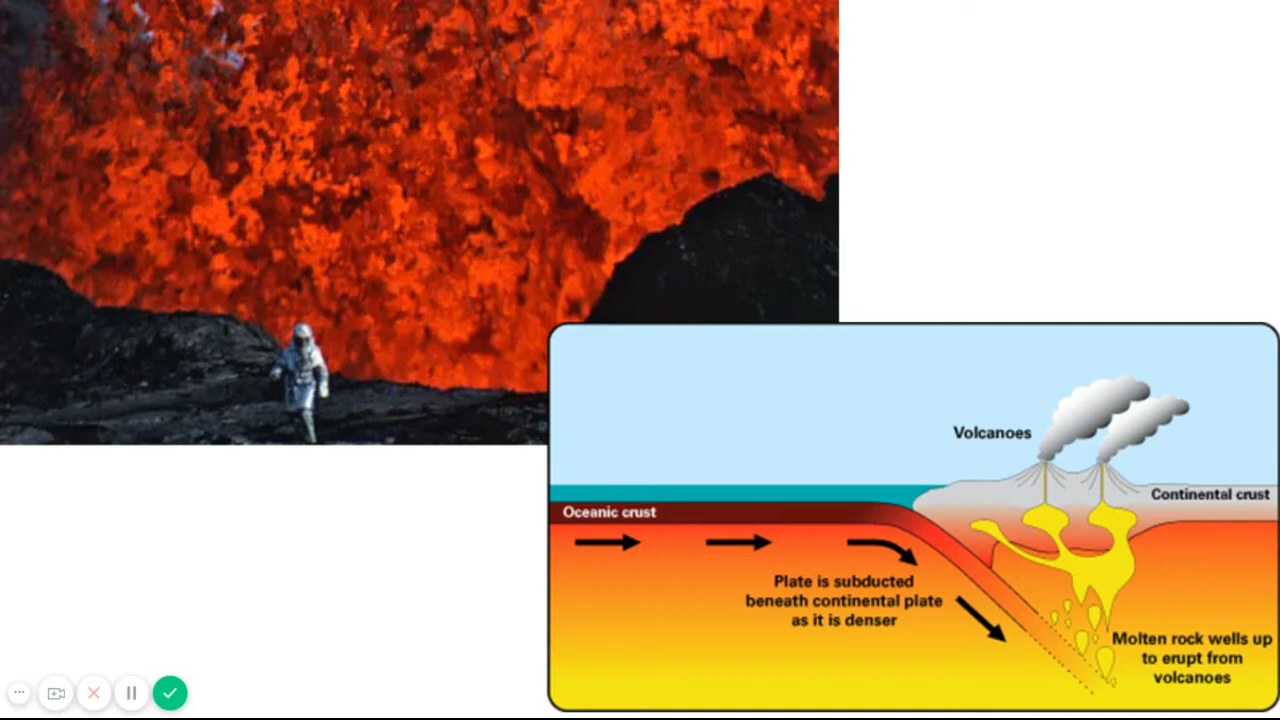 Volcanoes
Continental crust
Oceanic crust
Plate is subducted
beneath continental plate
as it is denser
Molten rock wells up
to erupt from
volcanoes